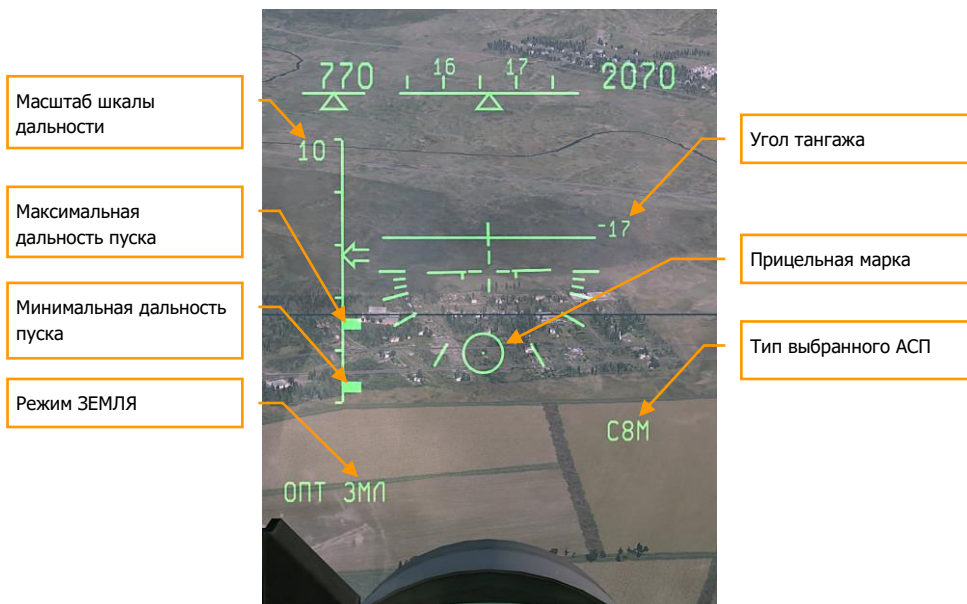 Масштаб шкалы
дальности
Максимальная
дальность пуска
Минимальная дальность
пуска
Режим ЗЕМЛЯ
770
16 17
2070
10
-17
С8М
ОПТ ЗМЛ
Угол тангажа
Прицельная марка
Тип выбранного АСП